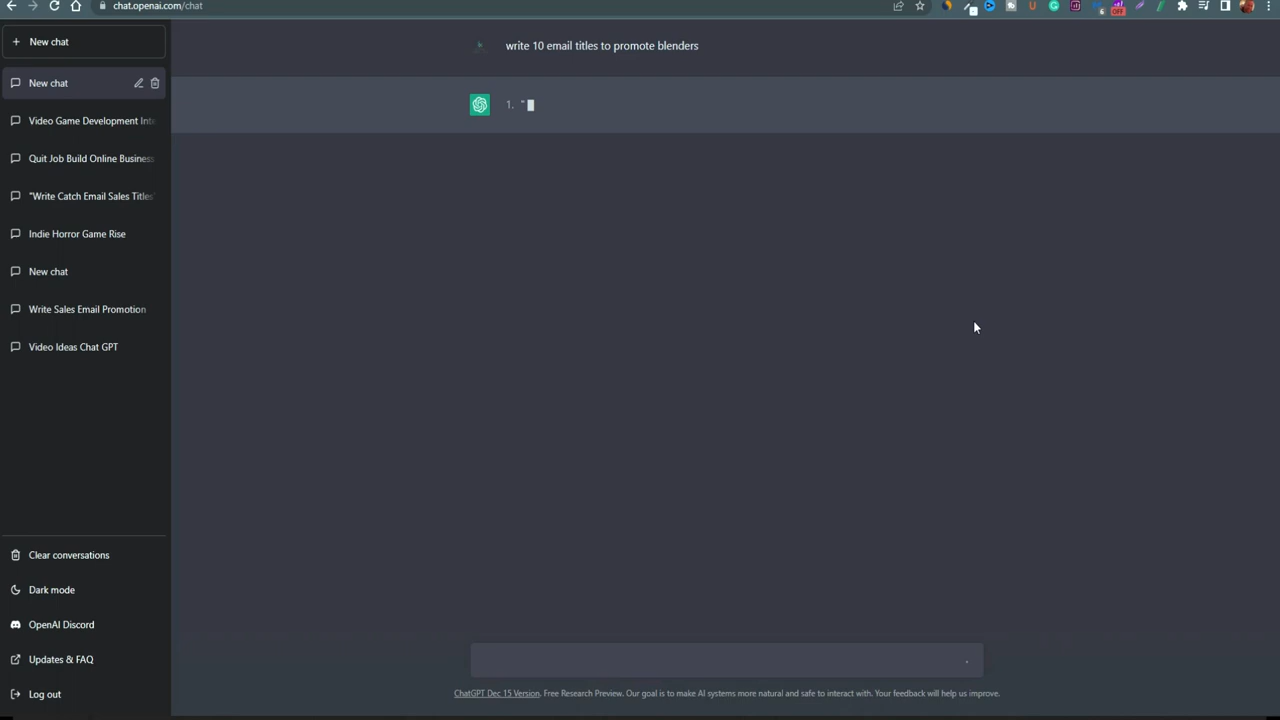 chat.openai.com/chat
New chat
New chat
Video Game Development Inte
Quit Job Build Online Business
"Write Catch Email Sales Titles"
Indie Horror Game Rise
New chat
Write Sales Email Promotion
Video Ideas Chat GPT
Clear conversations
Dark mode
OpenAI Discord
Updates & FAQ
Log out
write 10 email titles to promote blenders
1. "
ChatGPT Dec 15 Version. Free Research Preview. Our goal is to make AI systems more natural and safe to interact with. Your feedback will help us improve.
OFF
6
U